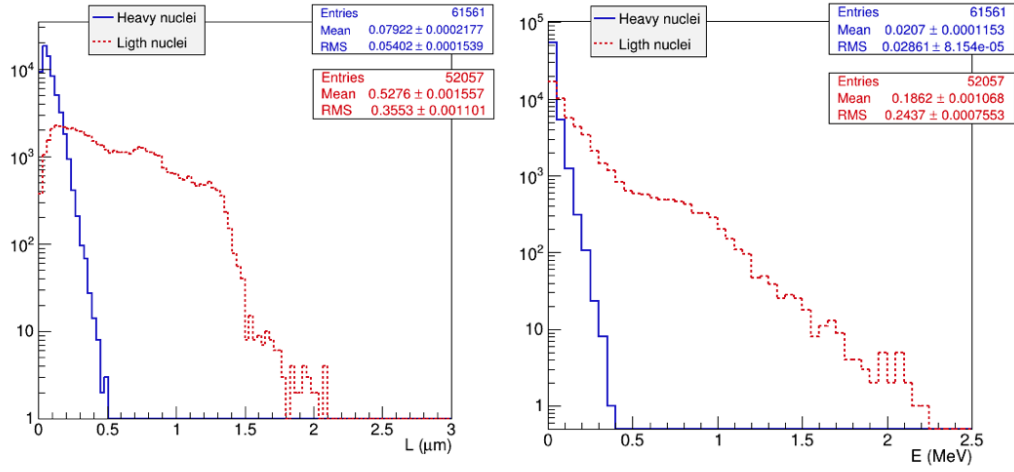 Heavy nuclei
Ligth nuclei
Entries 61561
Mean 0.07922 ± 0.0002177
RMS 0.05402 ± 0.0001539
Entries 52057
Mean 0.5276 ± 0.001557
RMS 0.3553 ± 0.001101
10^4
10^3
10^2
10
1
0 0.5 1 1.5 2 2.5 3
L (μm)
Heavy nuclei
Ligth nuclei
Entries 61561
Mean 0.0207 ± 0.0001153
RMS 0.02861 ± 8.154e-05
Entries 52057
Mean 0.1862 ± 0.001068
RMS 0.2437 ± 0.0007553
10^5
10^4
10^3
10^2
10
1
0 0.5 1 1.5 2 2.5
E (MeV)